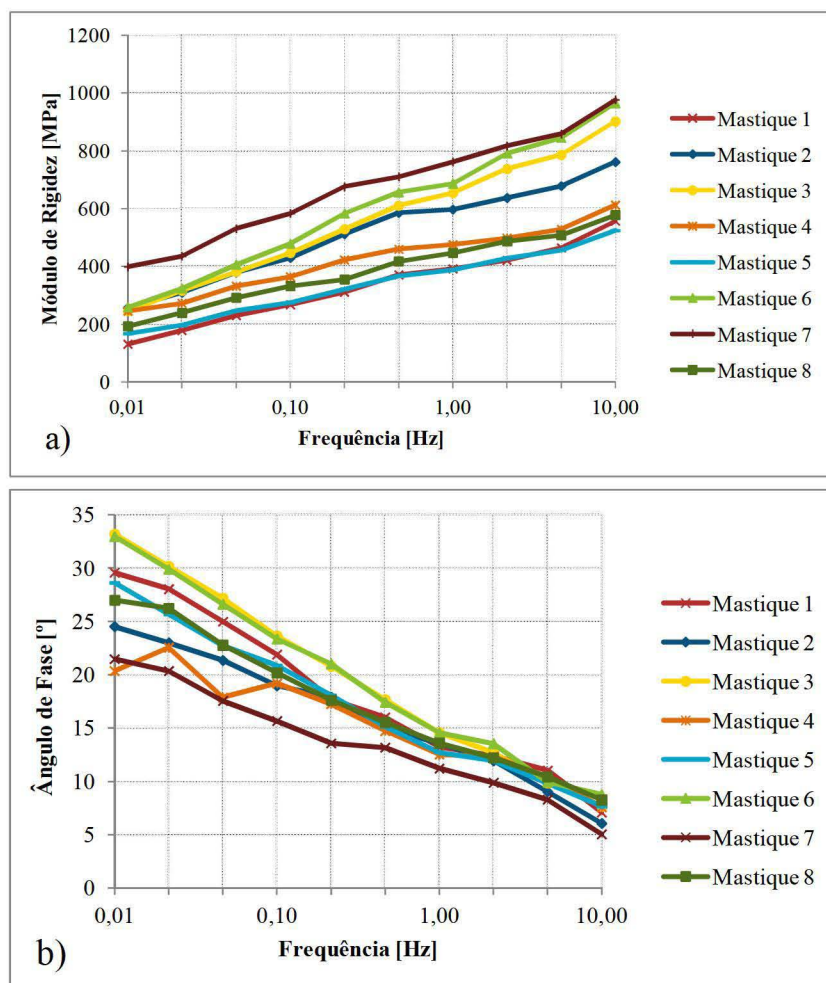 1200
1000
800
600
400
200
0
Módulo de Rigidez [MPa]
0,01
0,10
1,00
10,00
Frequência [Hz]
a)
Mastique 1
Mastique 2
Mastique 3
Mastique 4
Mastique 5
Mastique 6
Mastique 7
Mastique 8
35
30
25
20
15
10
5
0
Ângulo de Fase [º]
0,01
0,10
1,00
10,00
Frequência [Hz]
b)
Mastique 1
Mastique 2
Mastique 3
Mastique 4
Mastique 5
Mastique 6
Mastique 7
Mastique 8